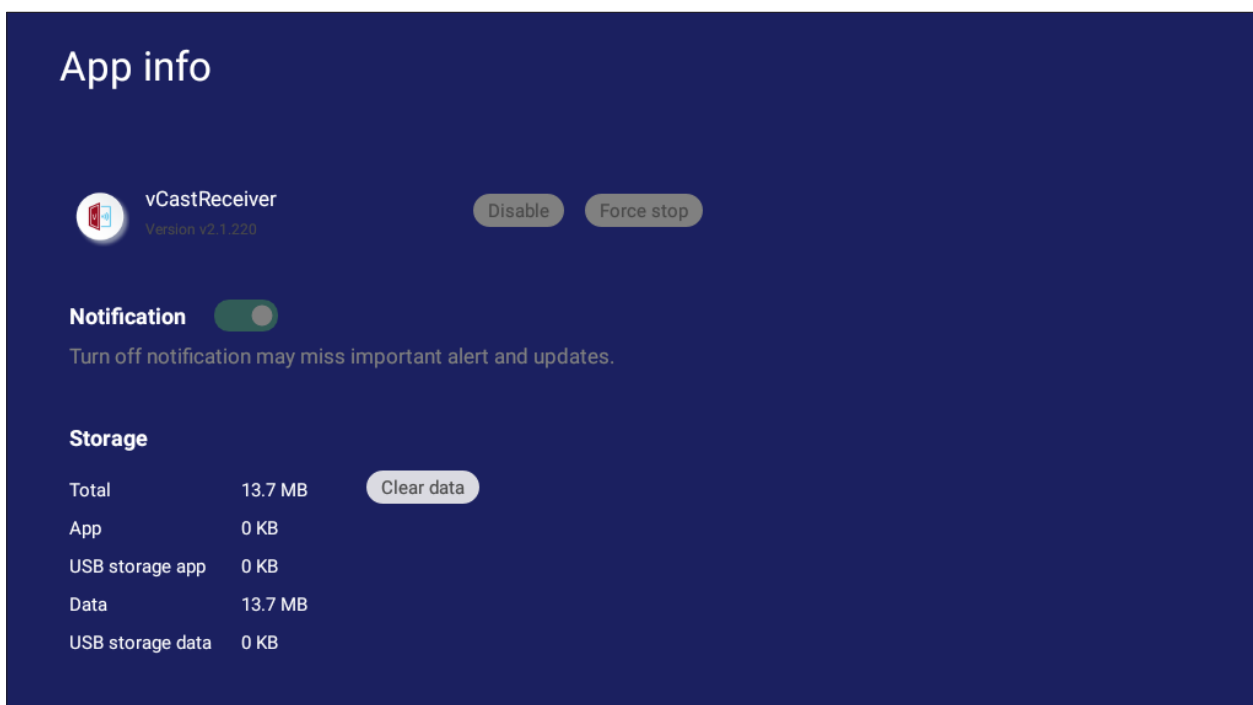 App info
vCastReceiver
Version v2.1.220
Disable
Force stop
Notification
Turn off notification may miss important alert and updates.
Storage
Total 13.7 MB Clear data
App 0 KB
USB storage app 0 KB
Data 13.7 MB
USB storage data 0 KB